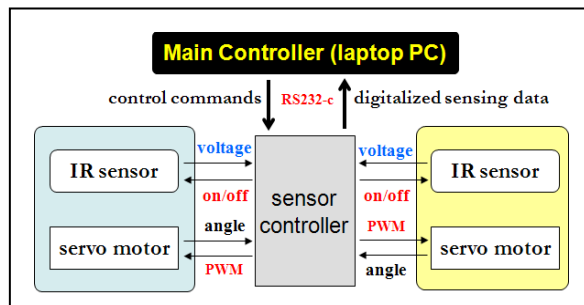 Main Controller (laptop PC)
control commands RS232-c digitalized sensing data
voltage voltage
IR sensor IR sensor
on/off on/off
sensor controller
angle PWM
servo motor servo motor
PWM angle